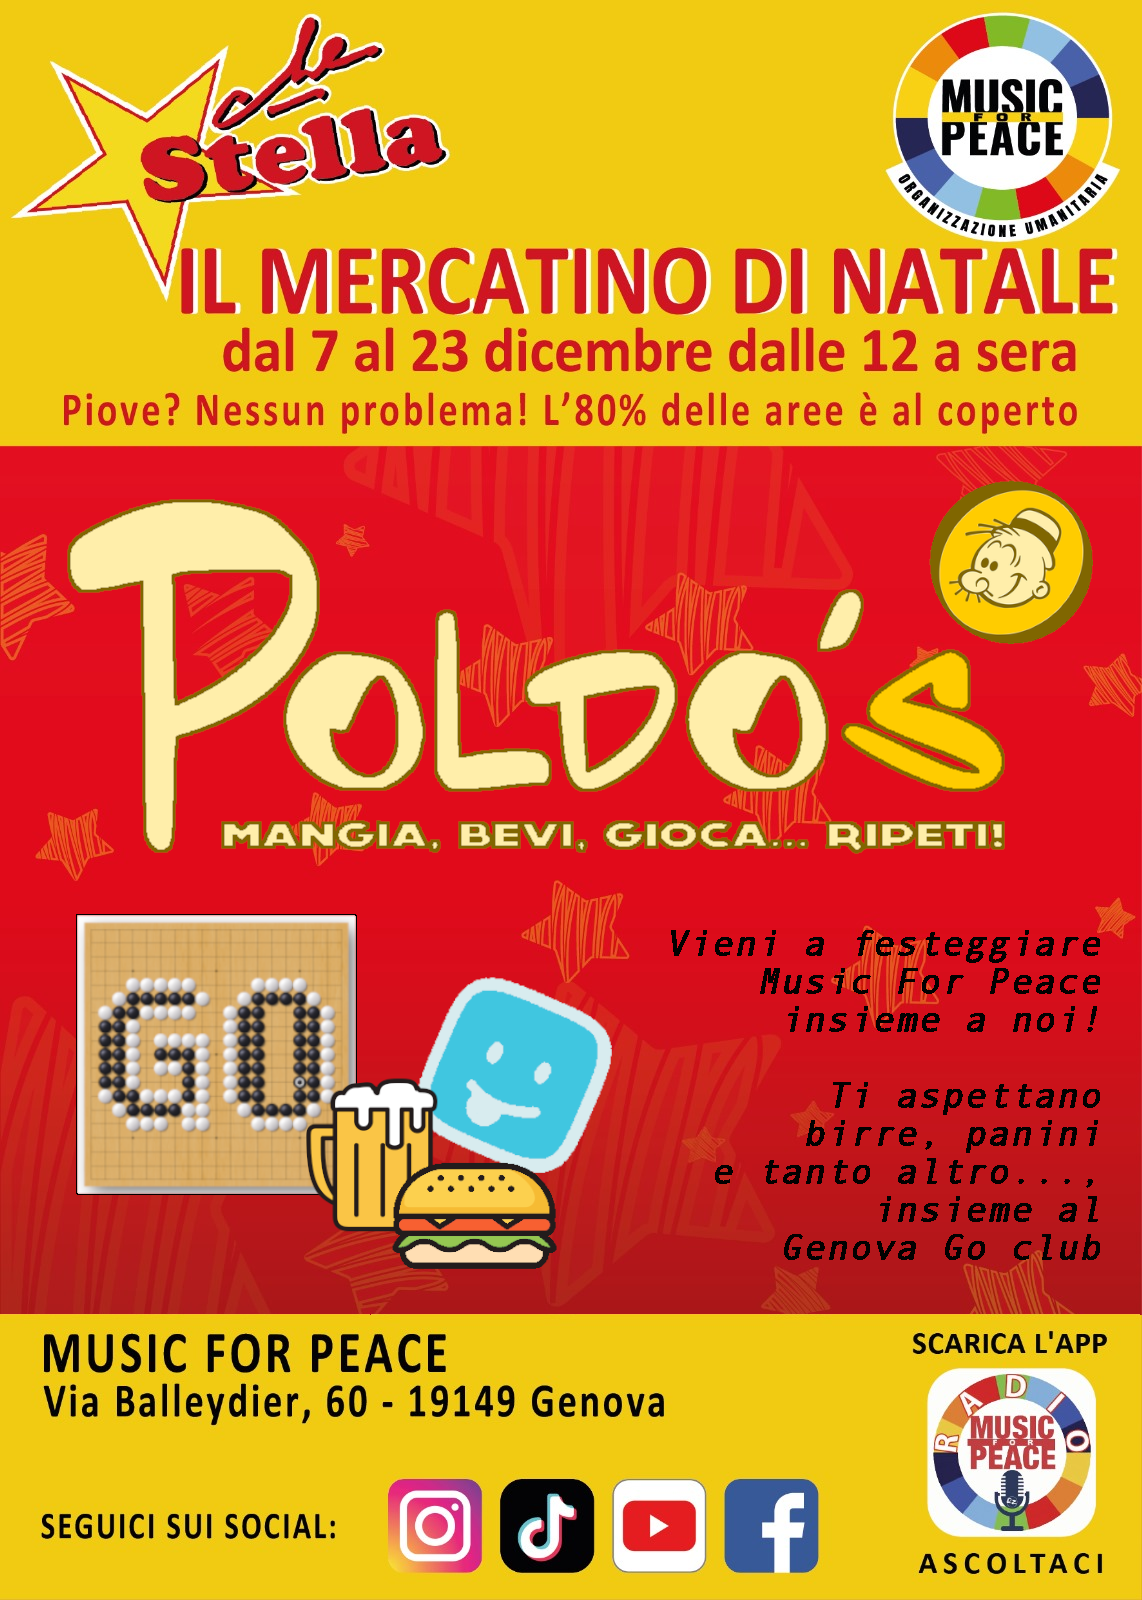 che
Stella
MUSIC
FOR
PEACE
ORGANIZZAZIONE UMANITARIA
IL MERCATINO DI NATALE
dal 7 al 23 dicembre dalle 12 a sera
Piove? Nessun problema! L’80% delle aree è al coperto
POLDO's
MANGIA, BEVI, GIOCA... RIPETI!
GO
Vieni a festeggiare
Music For Peace
insieme a noi!
Ti aspettano
birre, panini
e tanto altro...,
insieme al
Genova Go club
MUSIC FOR PEACE
Via Balleydier, 60 - 19149 Genova
SCARICA L'APP
RADIO
MUSIC
FOR
PEACE
SEGUICI SUI SOCIAL:
ASCOLTACI